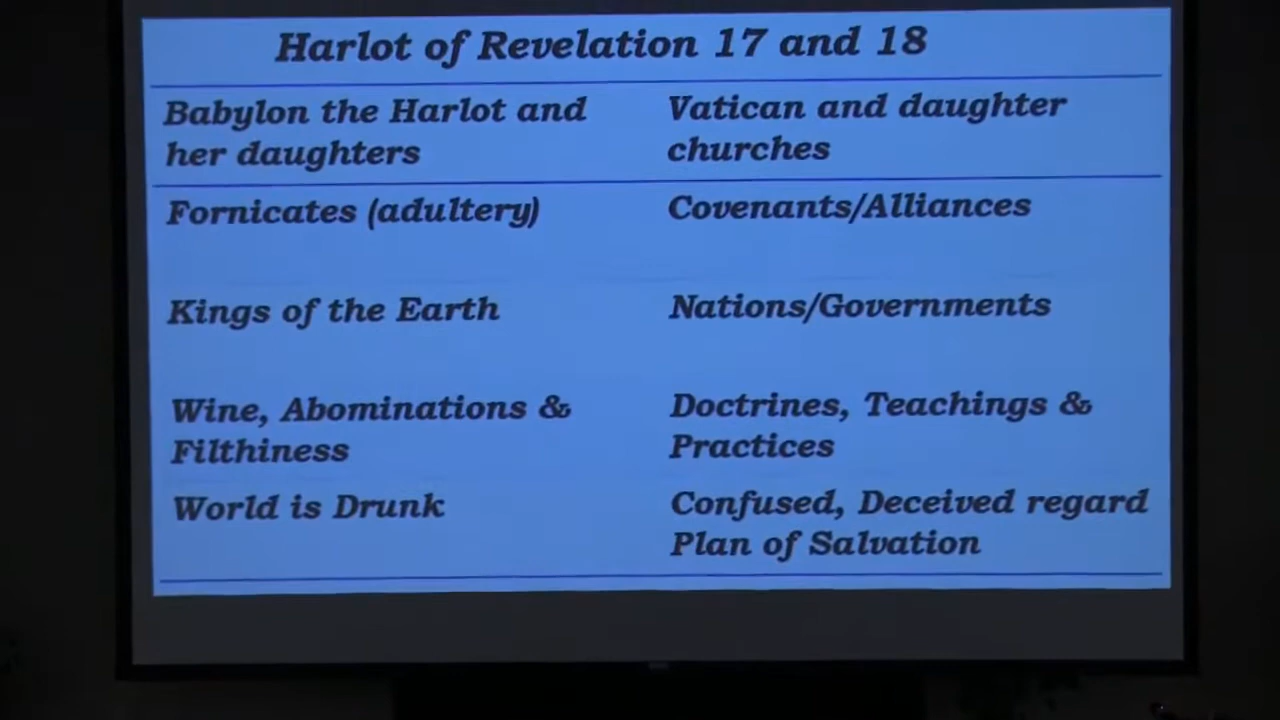 Harlot of Revelation 17 and 18
Babylon the Harlot and
her daughters
Vatican and daughter
churches
Fornicates (adultery)
Covenants/Alliances
Kings of the Earth
Nations/Governments
Wine, Abominations &
Filthiness
Doctrines, Teachings &
Practices
World is Drunk
Confused, Deceived regard
Plan of Salvation